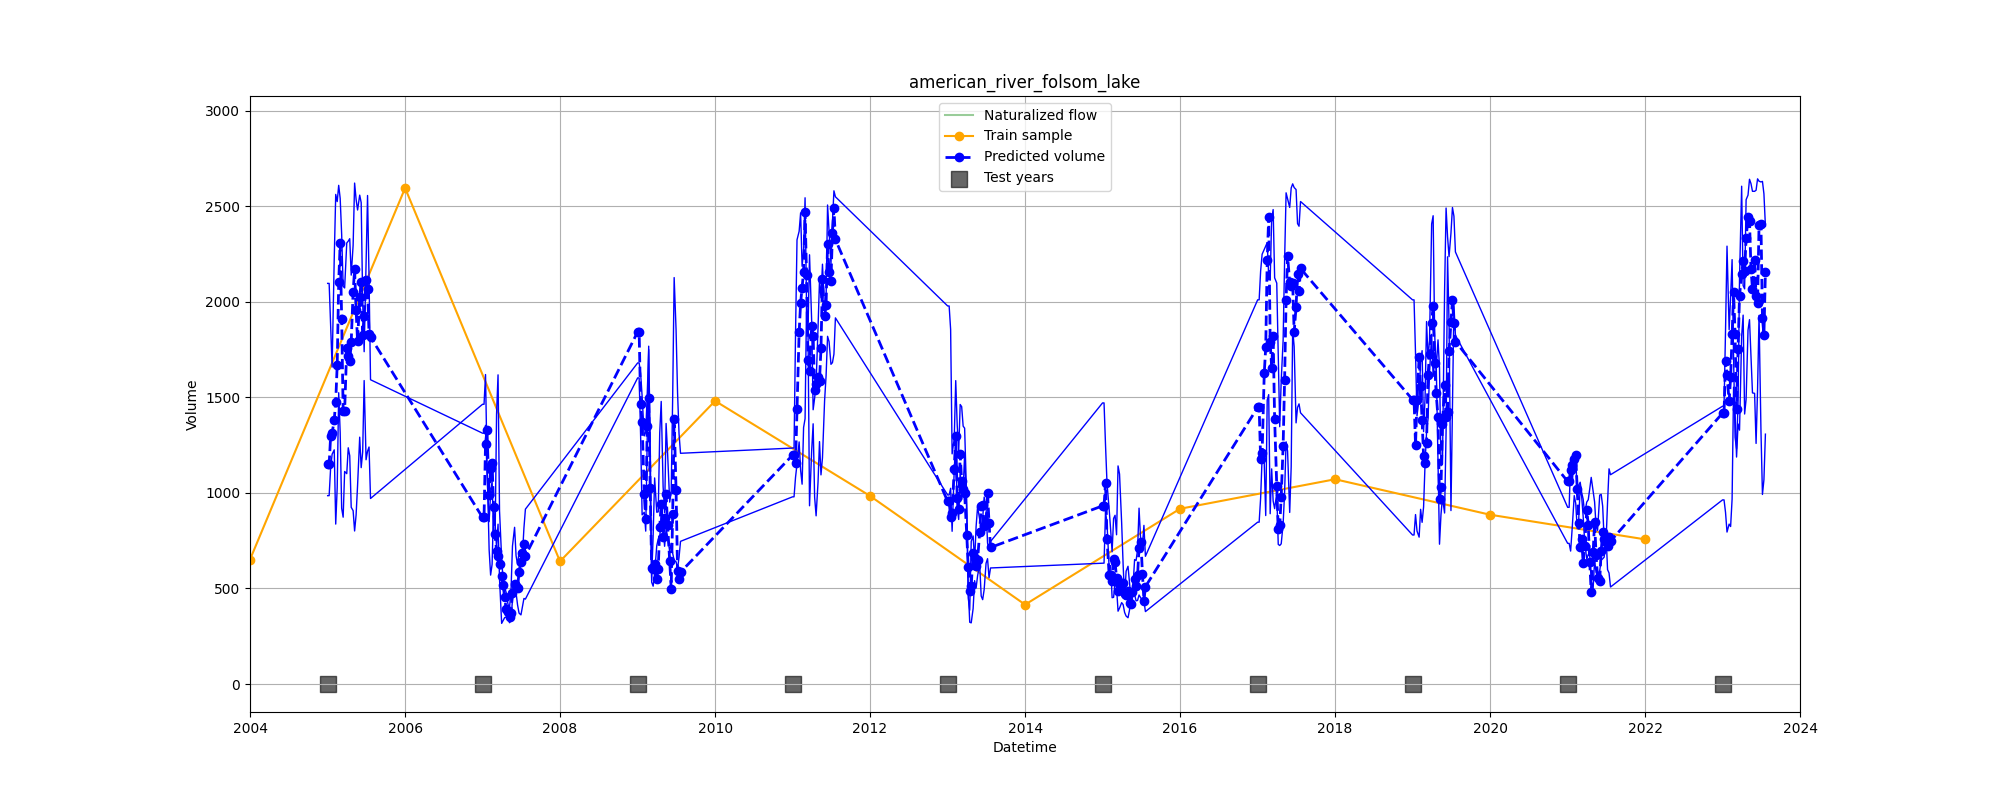 american_river_folsom_lake
Naturalized flow
Train sample
Predicted volume
Test years
3000
2500
2000
1500
1000
500
0
Volume
2004 2006 2008 2010 2012 2014 2016 2018 2020 2022 2024
Datetime